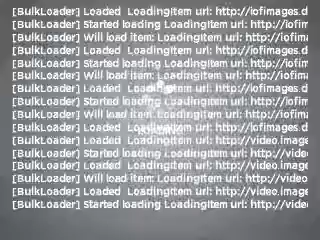 [BulkLoader] Loaded LoadingItem url: http://iofimages.d
[BulkLoader] Started loading LoadingItem url: http://iofim
[BulkLoader] Will load item: LoadingItem url: http://iofima
[BulkLoader] Loaded LoadingItem url: http://iofimages.d
[BulkLoader] Started loading LoadingItem url: http://iofim
[BulkLoader] Will load item: LoadingItem url: http://iofima
[BulkLoader] Loaded LoadingItem url: http://iofimages.d
[BulkLoader] Started loading LoadingItem url: http://iofim
[BulkLoader] Will load item: LoadingItem url: http://iofima
[BulkLoader] Loaded LoadingItem url: http://iofimages.d
[BulkLoader] Loaded LoadingItem url: http://video.image
[BulkLoader] Started loading LoadingItem url: http://vide
[BulkLoader] Loaded LoadingItem url: http://video.image
[BulkLoader] Will load item: LoadingItem url: http://video
[BulkLoader] Loaded LoadingItem url: http://video.image
[BulkLoader] Started loading LoadingItem url: http://vide